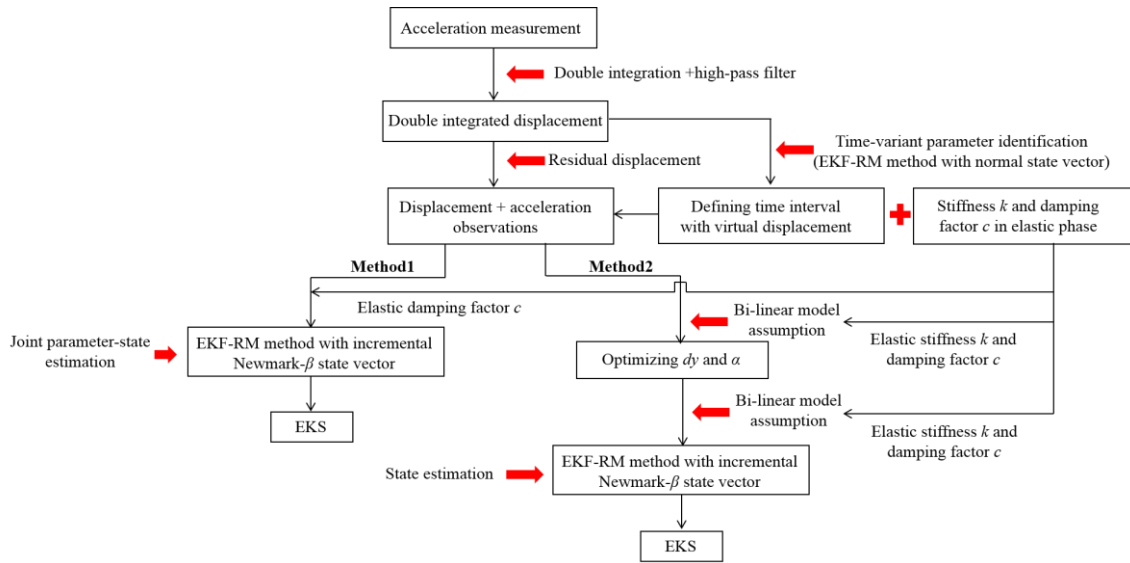 Acceleration measurement
Double integration +high-pass filter
Double integrated displacement
Time-variant parameter identification
(EKF-RM method with normal state vector)
Residual displacement
Displacement + acceleration
observations
Defining time interval
with virtual displacement
Stiffness k and damping
factor c in elastic phase
Method1
Method2
Elastic damping factor c
Bi-linear model
assumption
Elastic stiffness k and
damping factor c
Joint parameter-state
estimation
EKF-RM method with incremental
Newmark-β state vector
Optimizing dy and α
EKS
Bi-linear model
assumption
Elastic stiffness k and
damping factor c
State estimation
EKF-RM method with incremental
Newmark-β state vector
EKS